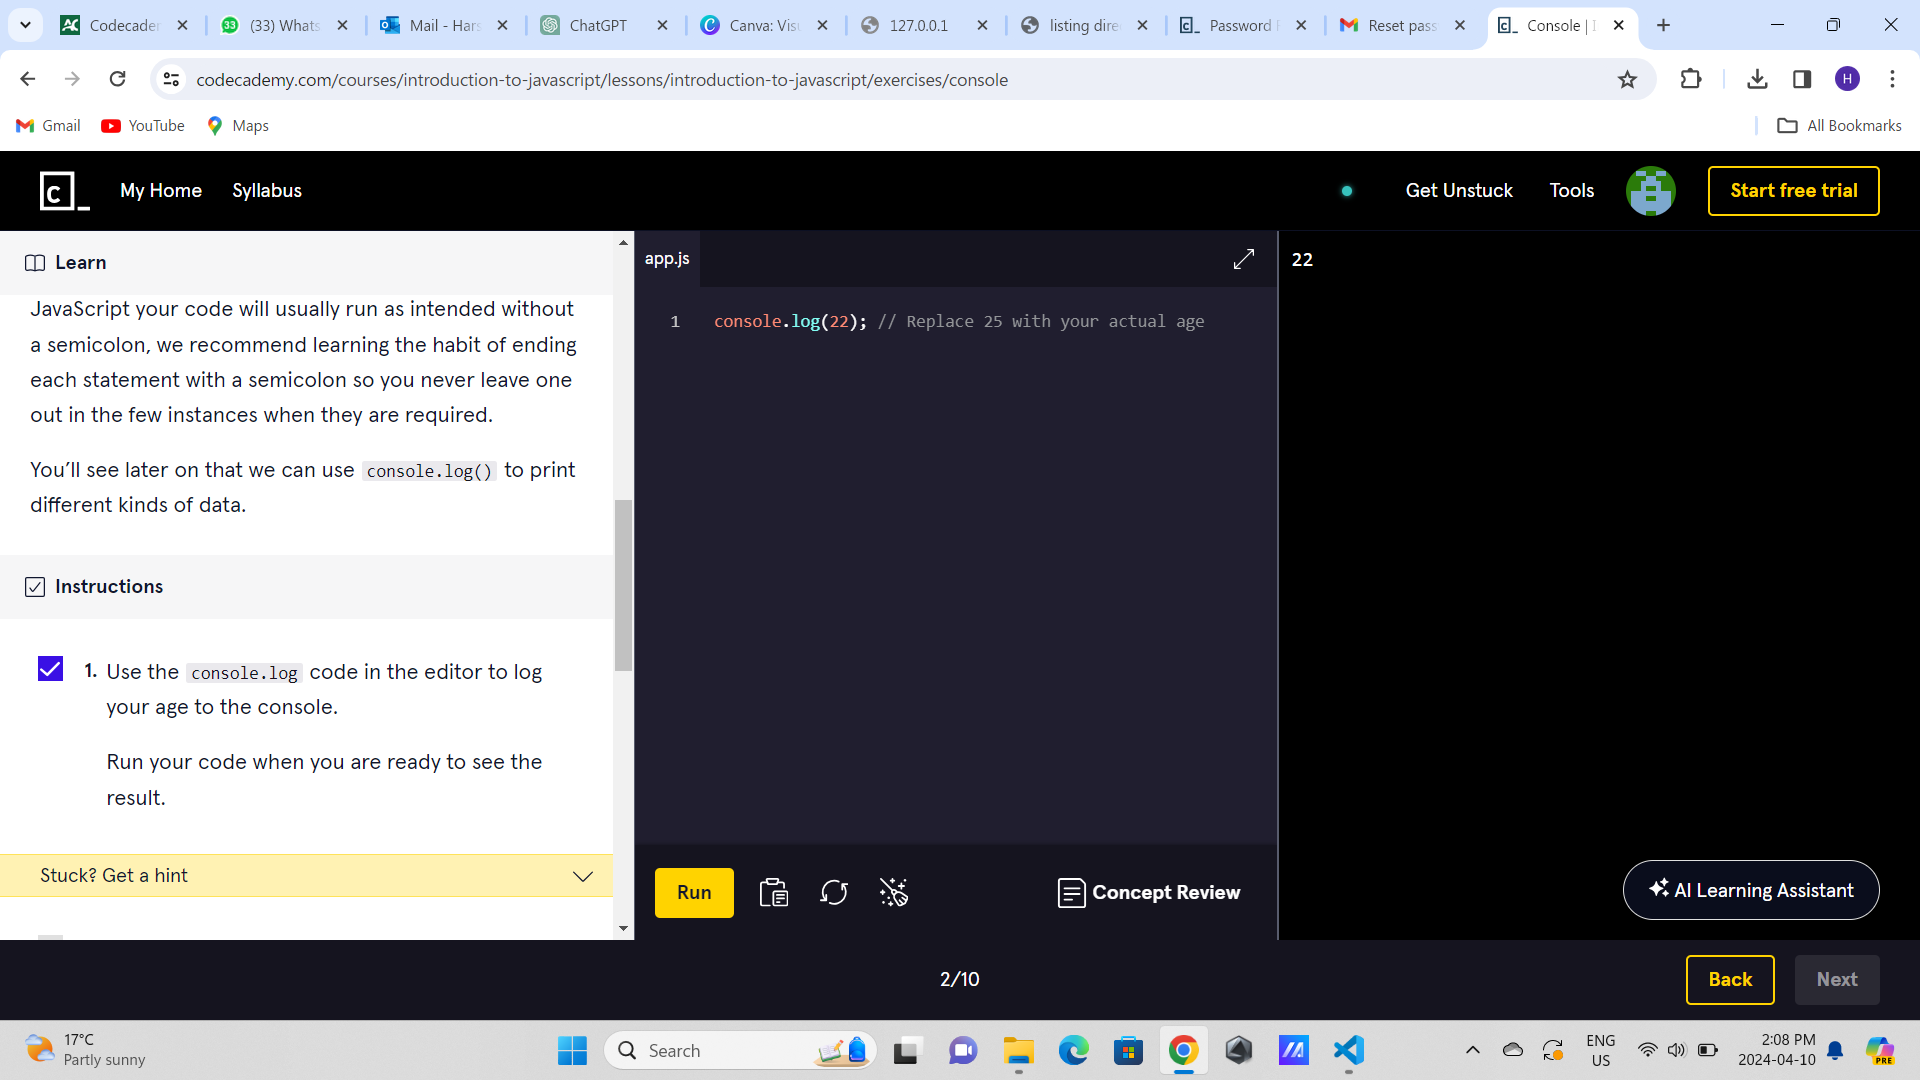 Codecader
(33) Whats
Mail - Hars
ChatGPT
Canva: Visu
127.0.0.1
listing dire
Password R
Reset pass
Console | I
codecademy.com/courses/introduction-to-javascript/lessons/introduction-to-javascript/exercises/console
H
Gmail
YouTube
Maps
All Bookmarks
My Home
Syllabus
Get Unstuck
Tools
Start free trial
Learn
JavaScript your code will usually run as intended without
a semicolon, we recommend learning the habit of ending
each statement with a semicolon so you never leave one
out in the few instances when they are required.
You’ll see later on that we can use console.log() to print
different kinds of data.
Instructions
1. Use the console.log code in the editor to log
your age to the console.
Run your code when you are ready to see the
result.
Stuck? Get a hint
app.js
1 console.log(22); // Replace 25 with your actual age
Run
Concept Review
22
AI Learning Assistant
2/10
Back
Next
17°C
Partly sunny
Search
ENG
US
2:08 PM
2024-04-10
PRE